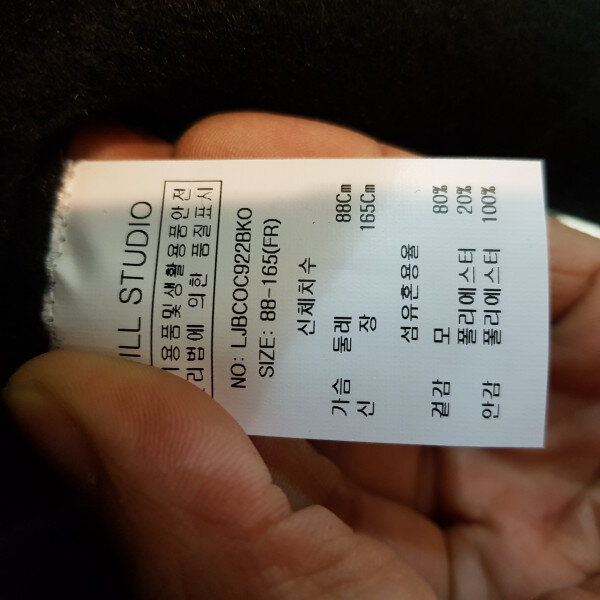 ILL STUDIO
기용품및생활용품안전
리법에 의한 품질표시
NO: LJBCOC922BKO
SIZE: 88-165(FR)
신체치수
가슴 둘레 88Cm
신 장 165Cm
섬유혼용율
겉감 모 80%
폴리에스터 20%
안감 폴리에스터 100%